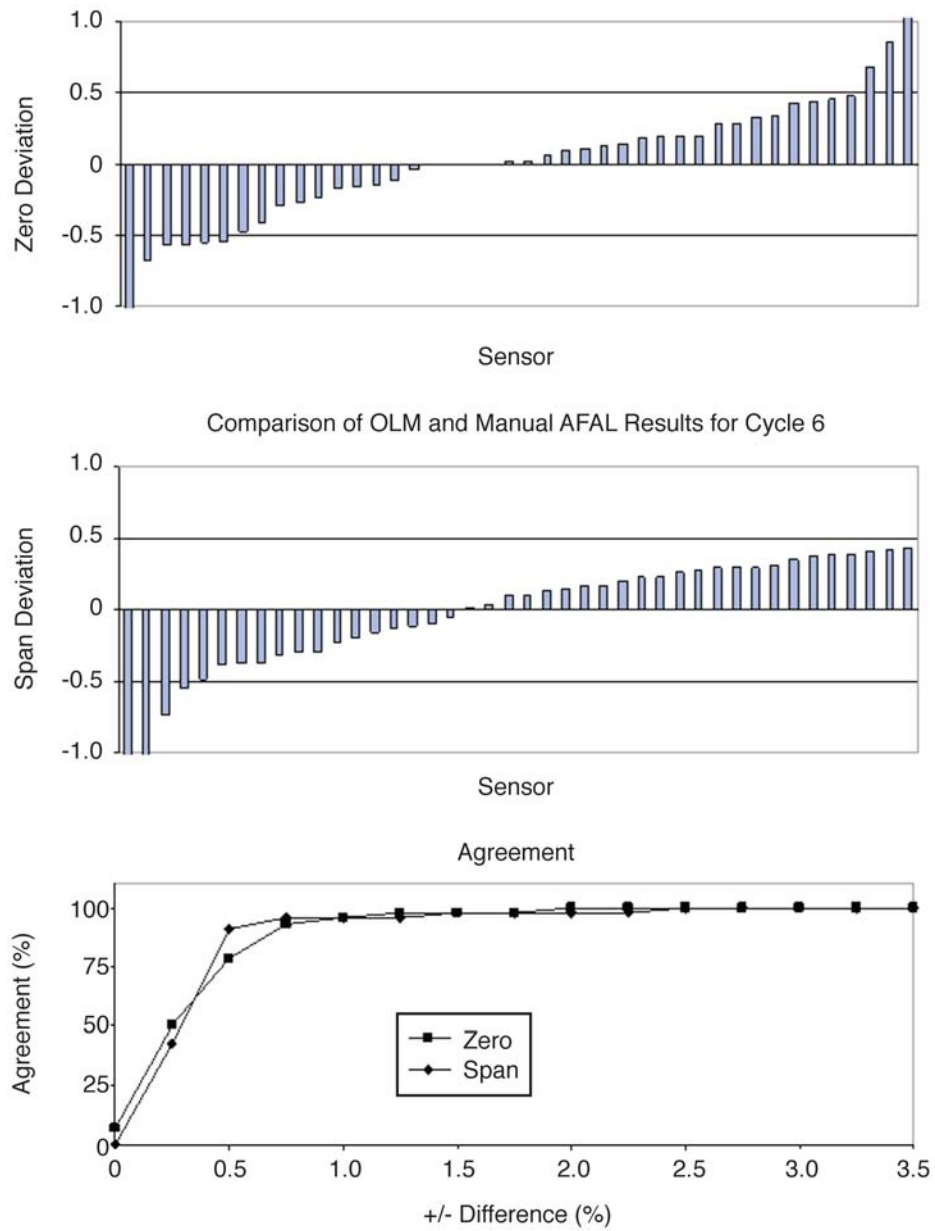 1.0
0.5
0
-0.5
-1.0
Zero Deviation
Sensor
Comparison of OLM and Manual AFAL Results for Cycle 6
1.0
0.5
0
-0.5
-1.0
Span Deviation
Sensor
Agreement
100
75
50
25
0
Agreement (%)
Zero
Span
0 0.5 1.0 1.5 2.0 2.5 3.0 3.5
+/- Difference (%)